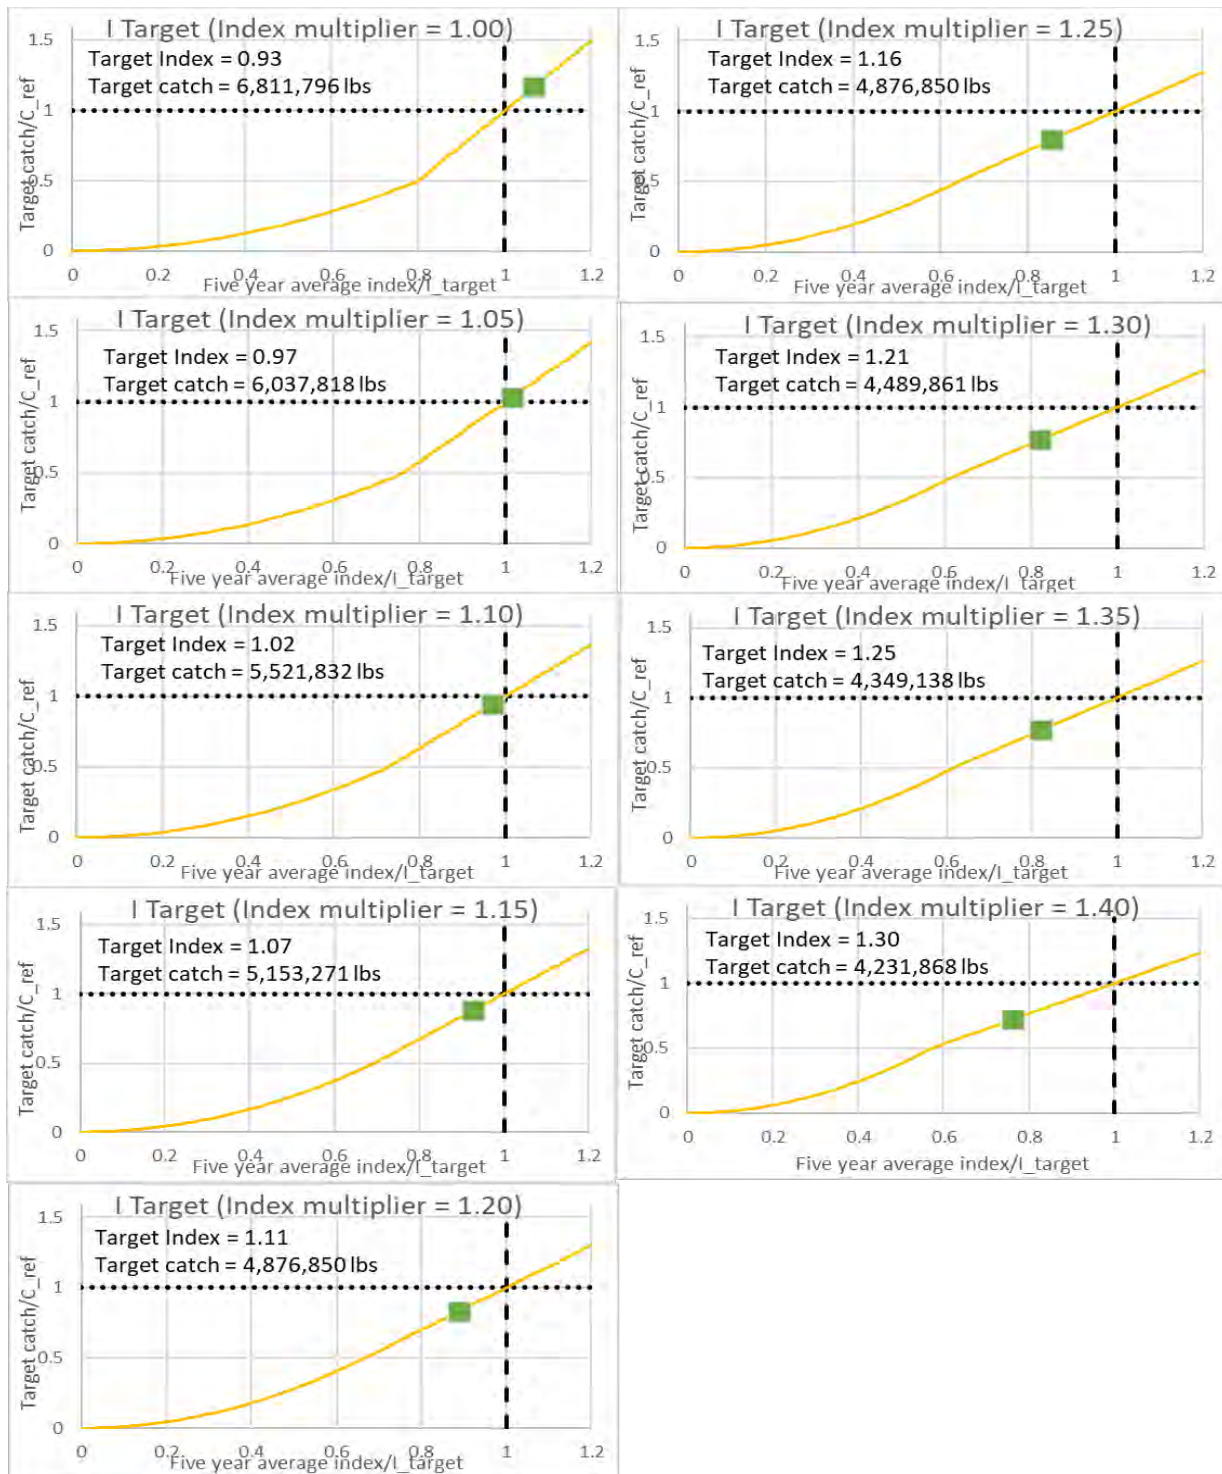 I Target (Index multiplier = 1.00)
Target Index = 0.93
Target catch = 6,811,796 lbs
Target catch/C_ref
1.5
1
0.5
0
0 0.2 0.4 0.6 0.8 1 1.2
Five year average index/I_target
I Target (Index multiplier = 1.25)
Target Index = 1.16
Target catch = 4,876,850 lbs
Target catch/C_ref
1.5
1
0.5
0
0 0.2 0.4 0.6 0.8 1 1.2
Five year average index/I_target
I Target (Index multiplier = 1.05)
Target Index = 0.97
Target catch = 6,037,818 lbs
Target catch/C_ref
1.5
1
0.5
0
0 0.2 0.4 0.6 0.8 1 1.2
Five year average index/I_target
I Target (Index multiplier = 1.30)
Target Index = 1.21
Target catch = 4,489,861 lbs
Target catch/C_ref
1.5
1
0.5
0
0 0.2 0.4 0.6 0.8 1 1.2
Five year average index/I_target
I Target (Index multiplier = 1.10)
Target Index = 1.02
Target catch = 5,521,832 lbs
Target catch/C_ref
1.5
1
0.5
0
0 0.2 0.4 0.6 0.8 1 1.2
Five year average index/I_target
I Target (Index multiplier = 1.35)
Target Index = 1.25
Target catch = 4,349,138 lbs
Target catch/C_ref
1.5
1
0.5
0
0 0.2 0.4 0.6 0.8 1 1.2
Five year average index/I_target
I Target (Index multiplier = 1.15)
Target Index = 1.07
Target catch = 5,153,271 lbs
Target catch/C_ref
1.5
1
0.5
0
0 0.2 0.4 0.6 0.8 1 1.2
Five year average index/I_target
I Target (Index multiplier = 1.40)
Target Index = 1.30
Target catch = 4,231,868 lbs
Target catch/C_ref
1.5
1
0.5
0
0 0.2 0.4 0.6 0.8 1 1.2
Five year average index/I_target
I Target (Index multiplier = 1.20)
Target Index = 1.11
Target catch = 4,876,850 lbs
Target catch/C_ref
1.5
1
0.5
0
0 0.2 0.4 0.6 0.8 1 1.2
Five year average index/I_target